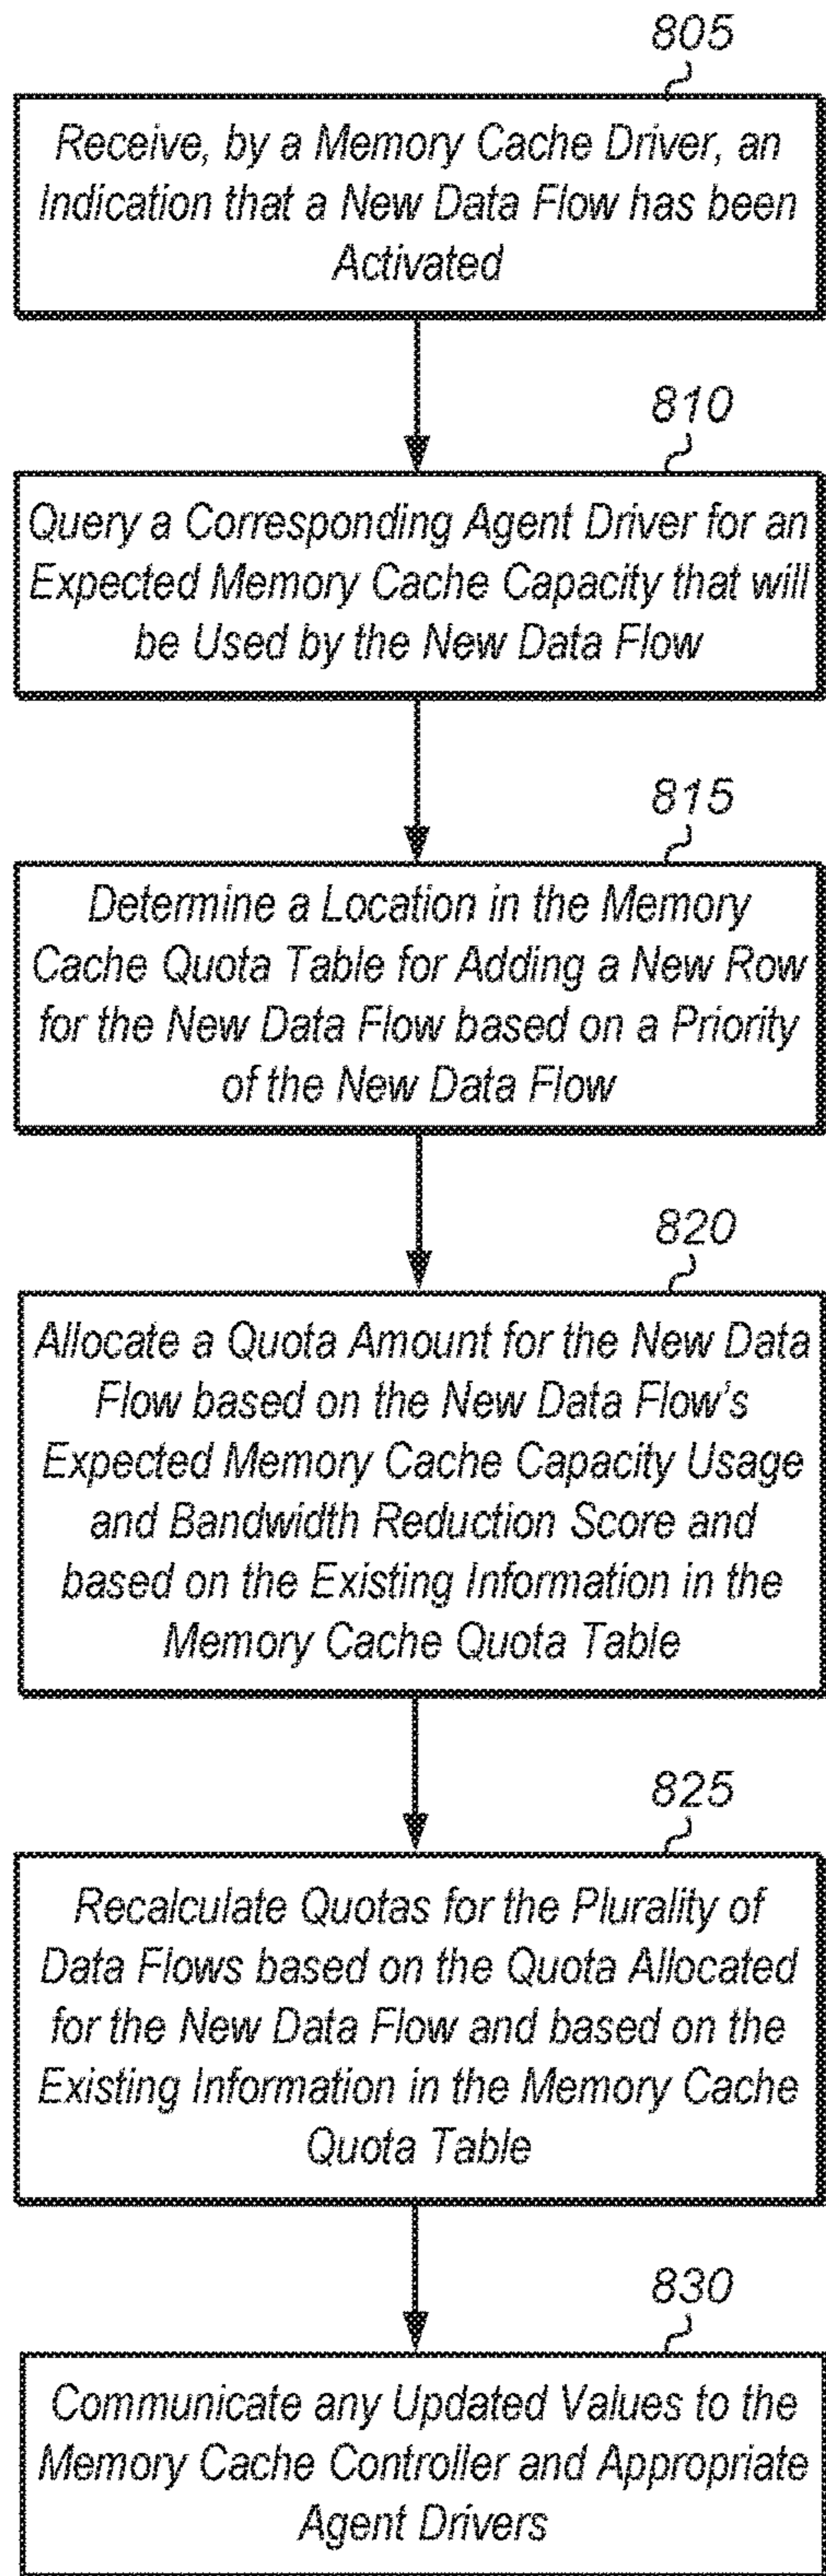 805
Receive, by a Memory Cache Driver, an
Indication that a New Data Flow has been
Activated
810
Query a Corresponding Agent Driver for an
Expected Memory Cache Capacity that will
be Used by the New Data Flow
815
Determine a Location in the Memory
Cache Quota Table for Adding a New Row
for the New Data Flow based on a Priority
of the New Data Flow
820
Allocate a Quota Amount for the New Data
Flow based on the New Data Flow's
Expected Memory Cache Capacity Usage
and Bandwidth Reduction Score and
based on the Existing Information in the
Memory Cache Quota Table
825
Recalculate Quotas for the Plurality of
Data Flows based on the Quota Allocated
for the New Data Flow and based on the
Existing Information in the Memory Cache
Quota Table
830
Communicate any Updated Values to the
Memory Cache Controller and Appropriate
Agent Drivers